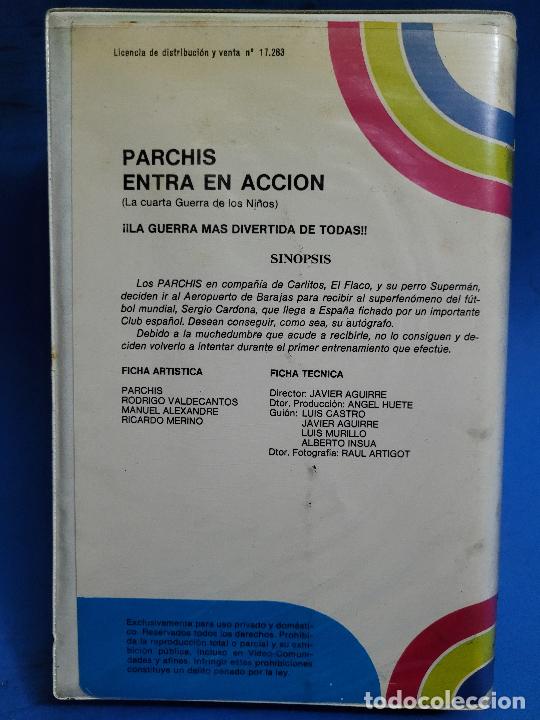 Licencia de distribución y venta nº 17.263
PARCHIS
ENTRA EN ACCION
(La cuarta Guerra de los Niños)
¡¡LA GUERRA MAS DIVERTIDA DE TODAS!!
SINOPSIS
Los PARCHIS en compañía de Carlitos, El Flaco, y su perro Supermán,
deciden ir al Aeropuerto de Barajas para recibir al superfenómeno del fút-
bol mundial, Sergio Cardona, que llega a España fichado por un importante
Club español. Desean conseguir, como sea, su autógrafo.
Debido a la muchedumbre que acude a recibirle, no lo consiguen y de-
ciden volverlo a intentar durante el primer entrenamiento que efectúe.
FICHA ARTISTICA
PARCHIS
RODRIGO VALDECANTOS
MANUEL ALEXANDRE
RICARDO MERINO
FICHA TECNICA
Director: JAVIER AGUIRRE
Dtor. Producción: ANGEL HUETE
Guión: LUIS CASTRO
JAVIER AGUIRRE
LUIS MURILLO
ALBERTO INSUA
Dtor. Fotografía: RAUL ARTIGOT
Exclusivamente para uso privado y domésti-
co. Reservados todos los derechos. Prohibi-
da la reproducción total o parcial y su exhi-
bición pública, incluso en Video-Comuni-
dades y afines. Infringir estas prohibiciones
constituye un delito penado por la ley.
todocoleccion